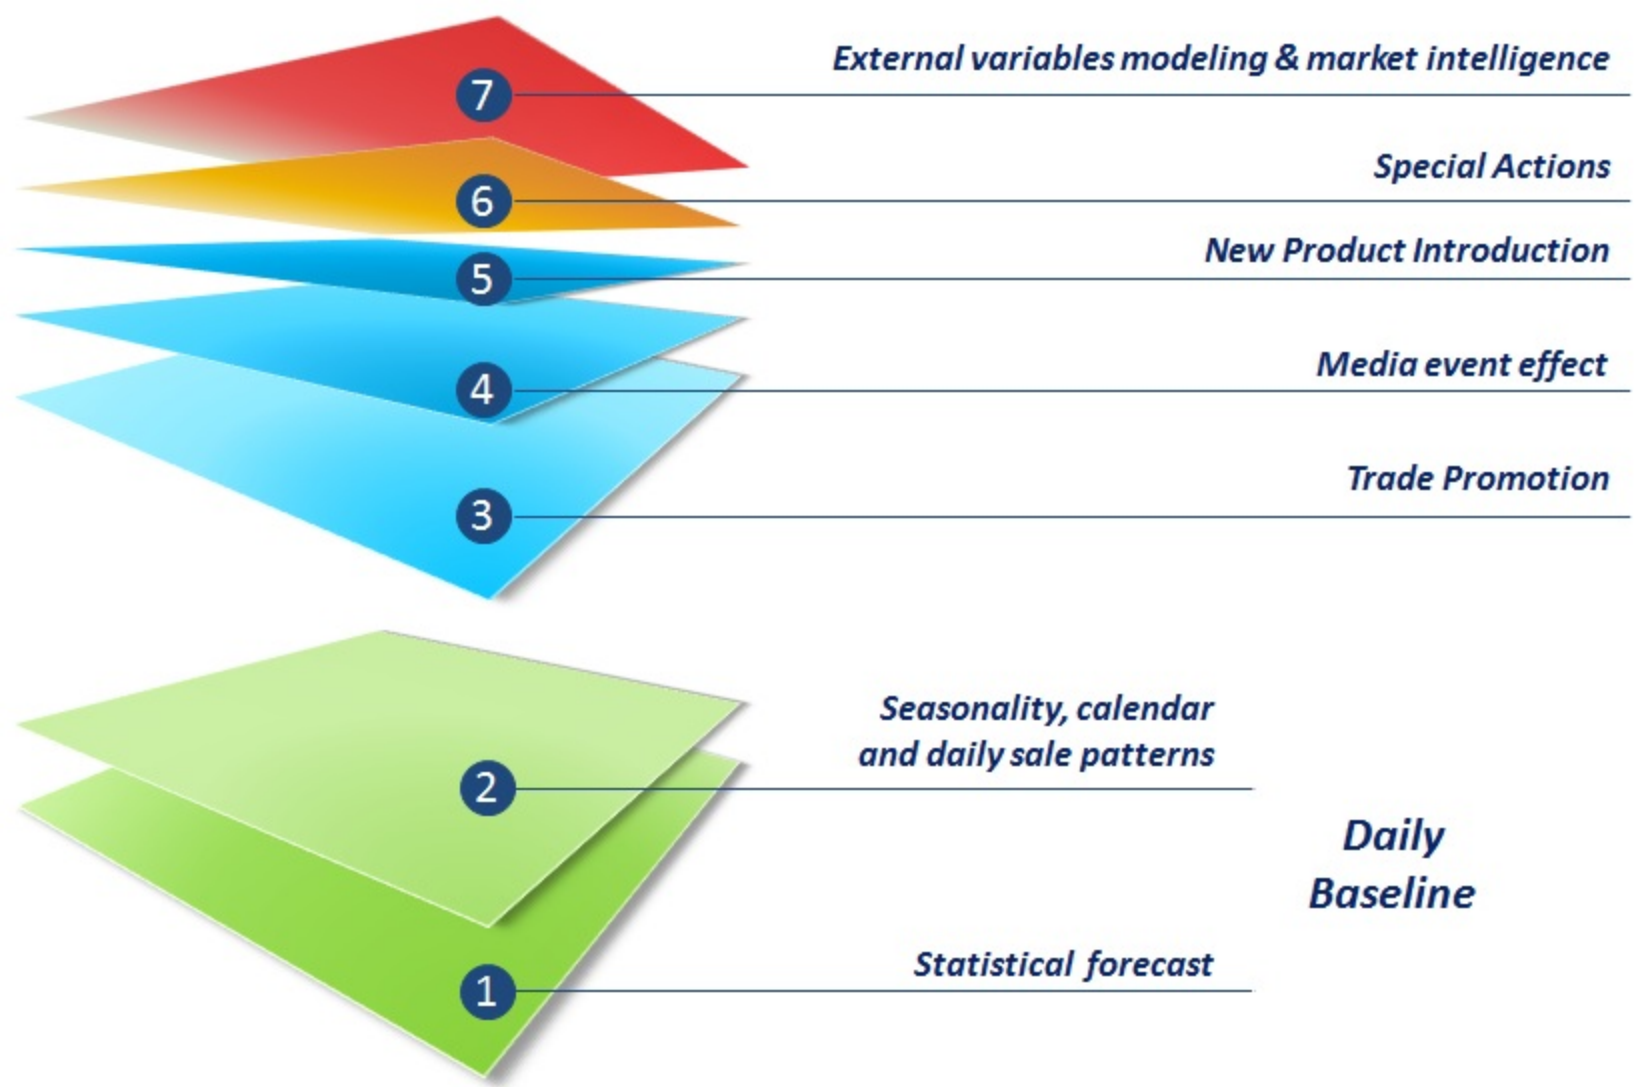 7
External variables modeling & market intelligence
6
Special Actions
5
New Product Introduction
4
Media event effect
3
Trade Promotion
2
Seasonality, calendar
and daily sale patterns
Daily
Baseline
1
Statistical forecast